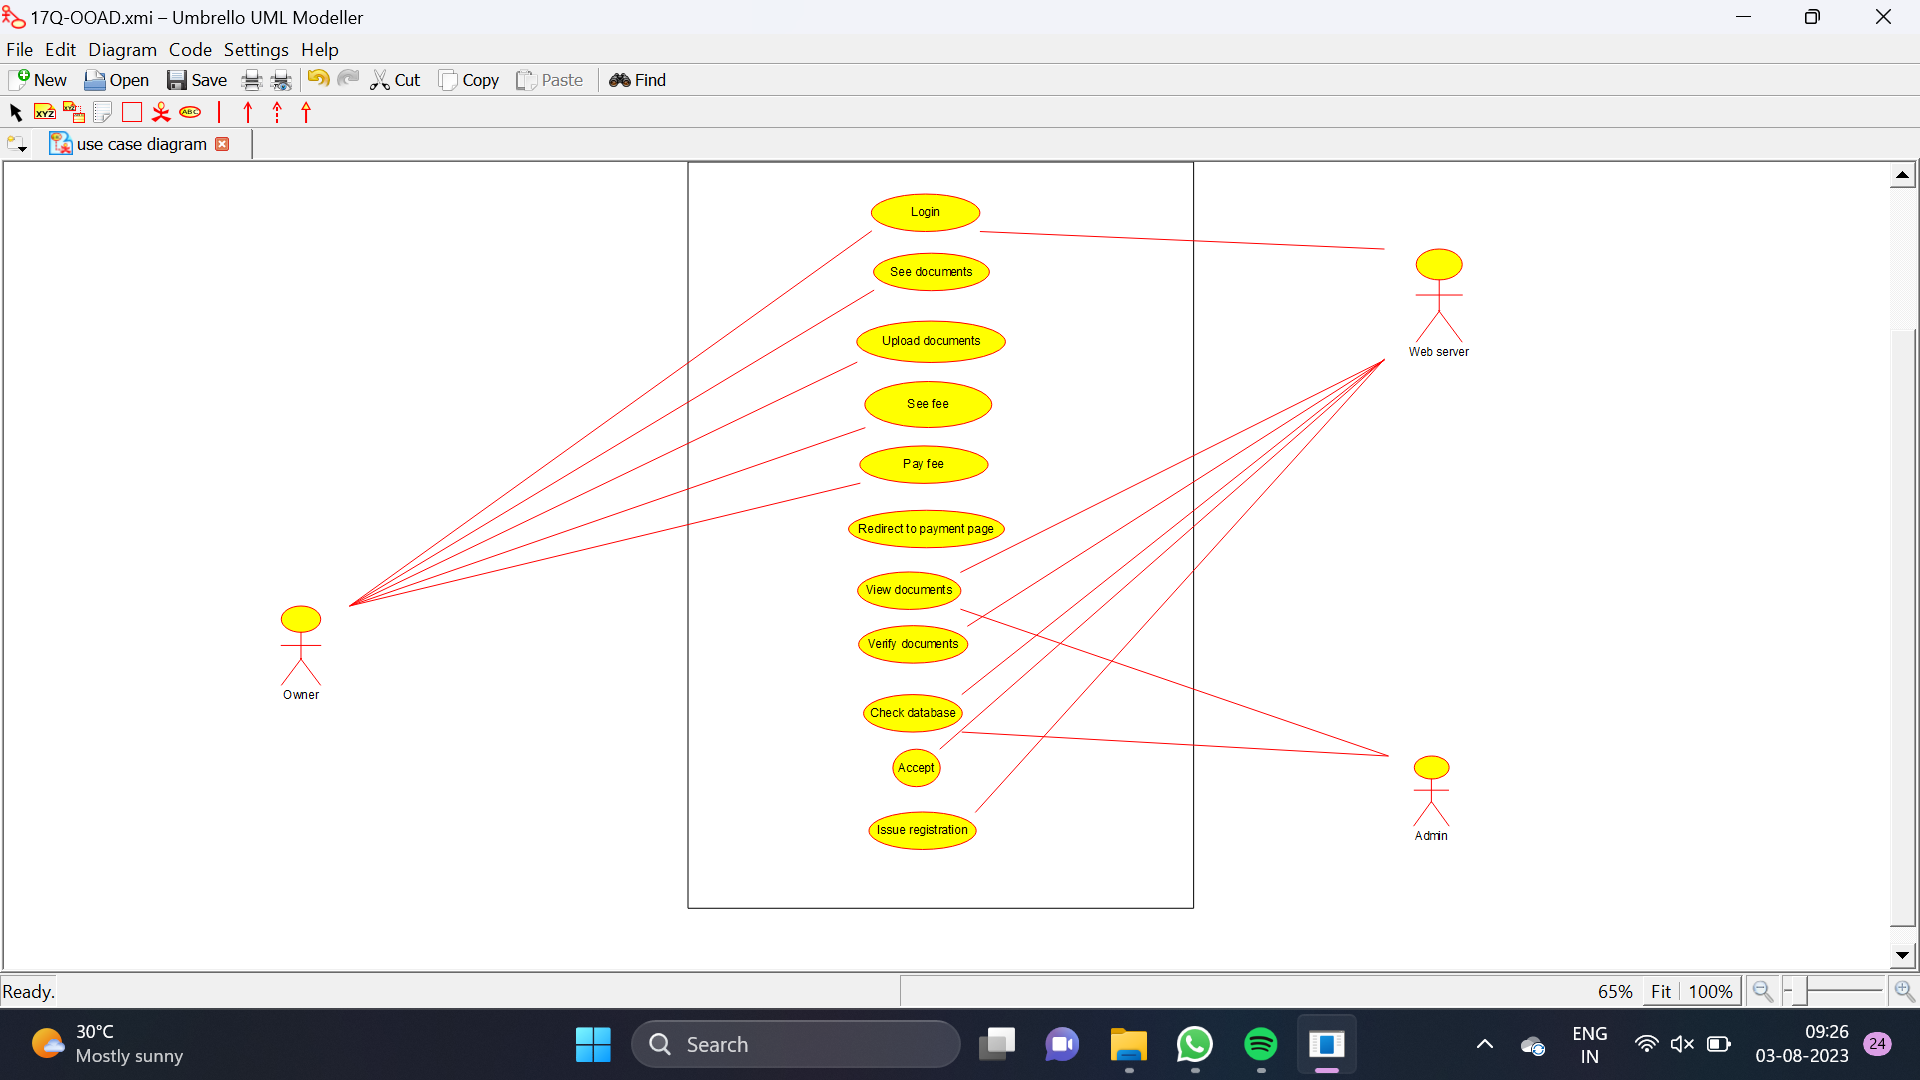 17Q-OOAD.xmi – Umbrello UML Modeller
File Edit Diagram Code Settings Help
New Open Save Cut Copy Paste Find
XYZ XYZ ABC
use case diagram
Login
See documents
Web server
Upload documents
See fee
Pay fee
Redirect to payment page
View documents
Verify documents
Owner
Check database
Accept
Issue registration
Admin
Ready.
65% Fit 100%
30°C
Mostly sunny
Search
ENG
IN
09:26
03-08-2023
24